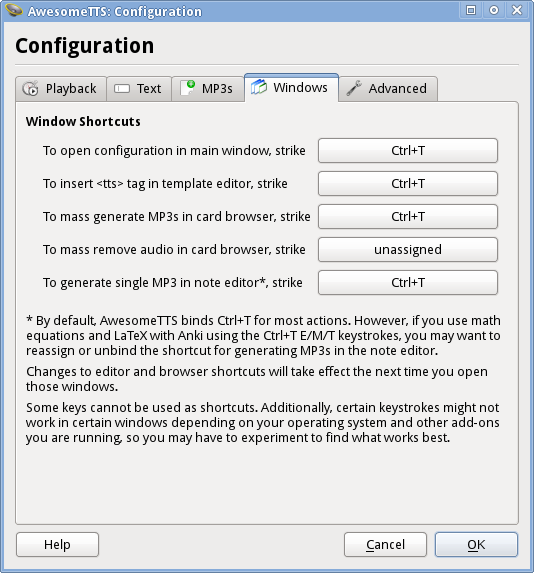 AwesomeTTS: Configuration
Configuration
Playback
Text
MP3s
Windows
Advanced
Window Shortcuts
To open configuration in main window, strike
Ctrl+T
To insert <tts> tag in template editor, strike
Ctrl+T
To mass generate MP3s in card browser, strike
Ctrl+T
To mass remove audio in card browser, strike
unassigned
To generate single MP3 in note editor*, strike
Ctrl+T
* By default, AwesomeTTS binds Ctrl+T for most actions. However, if you use math
equations and LaTeX with Anki using the Ctrl+T E/M/T keystrokes, you may want to
reassign or unbind the shortcut for generating MP3s in the note editor.
Changes to editor and browser shortcuts will take effect the next time you open
those windows.
Some keys cannot be used as shortcuts. Additionally, certain keystrokes might not
work in certain windows depending on your operating system and other add-ons
you are running, so you may have to experiment to find what works best.
Help
Cancel
OK